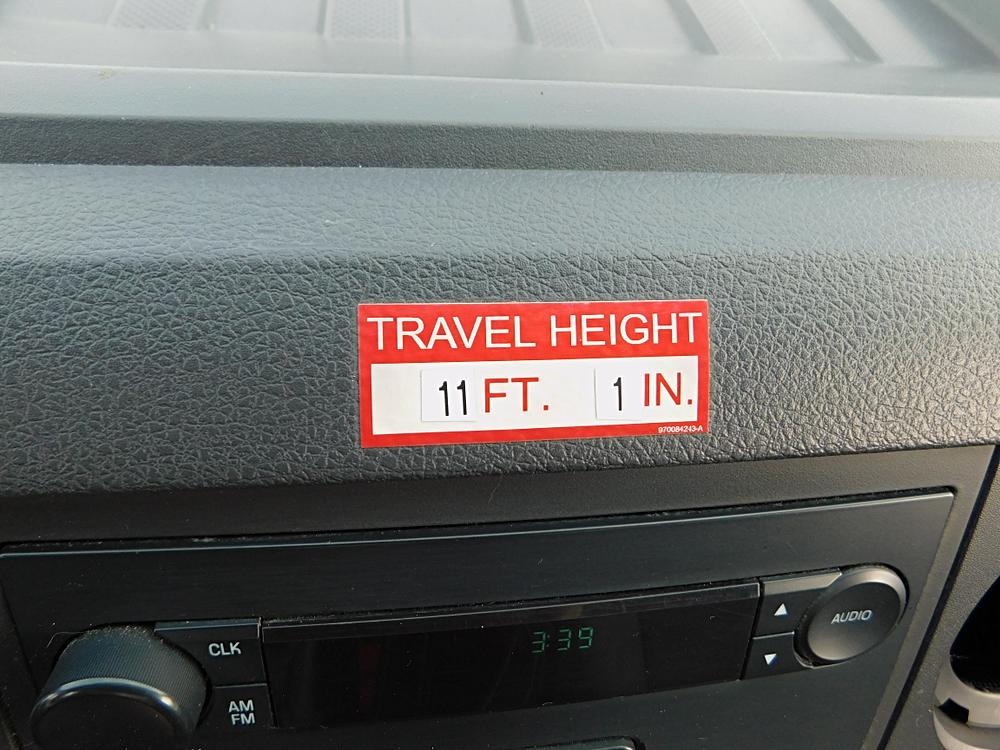 TRAVEL HEIGHT
11 FT. 1 IN.
970084243-A
3:39
CLK
AUDIO
AM
FM